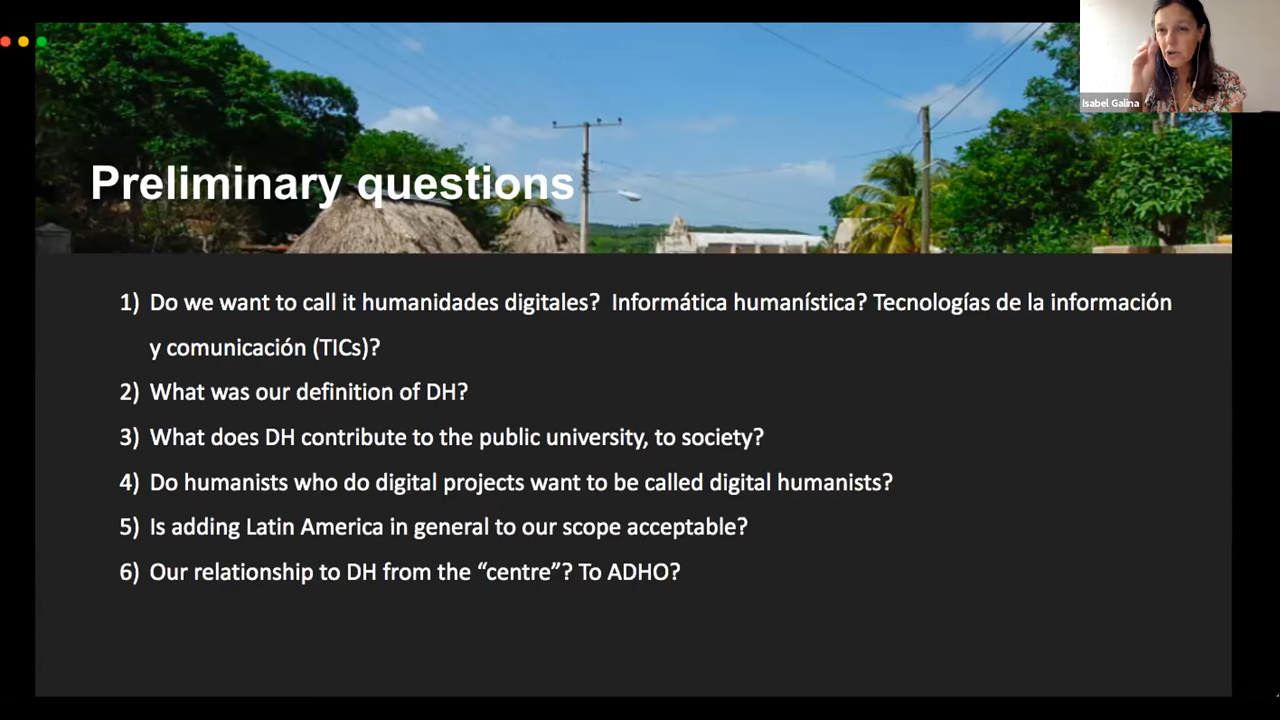 Isabel Galina
Preliminary questions
1) Do we want to call it humanidades digitales? Informática humanística? Tecnologías de la información
y comunicación (TICs)?
2) What was our definition of DH?
3) What does DH contribute to the public university, to society?
4) Do humanists who do digital projects want to be called digital humanists?
5) Is adding Latin America in general to our scope acceptable?
6) Our relationship to DH from the “centre”? To ADHO?